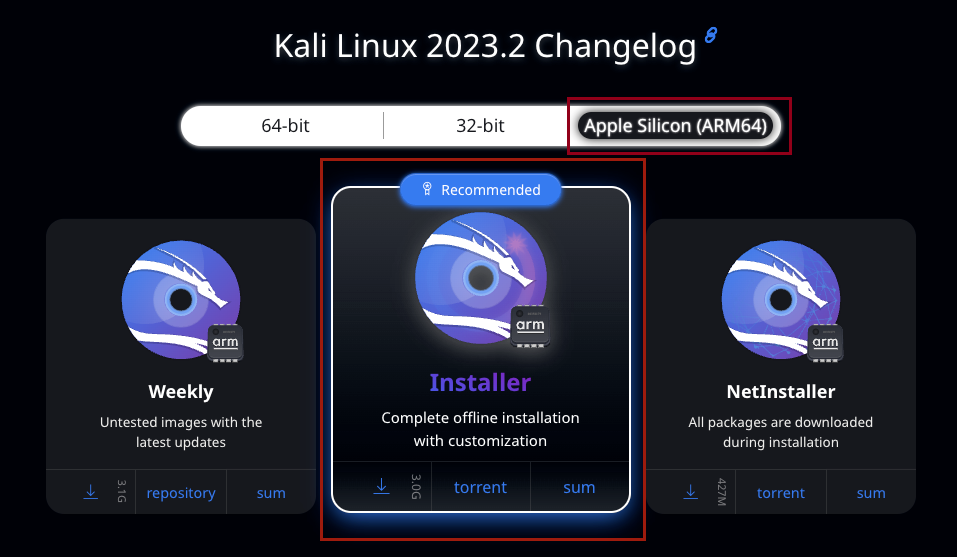 Kali Linux 2023.2 Changelog
64-bit
32-bit
Apple Silicon (ARM64)
Recommended
arm
Weekly
Untested images with the
latest updates
3.1G
repository
sum
arm
Installer
Complete offline installation
with customization
3.0G
torrent
sum
arm
NetInstaller
All packages are downloaded
during installation
427M
torrent
sum